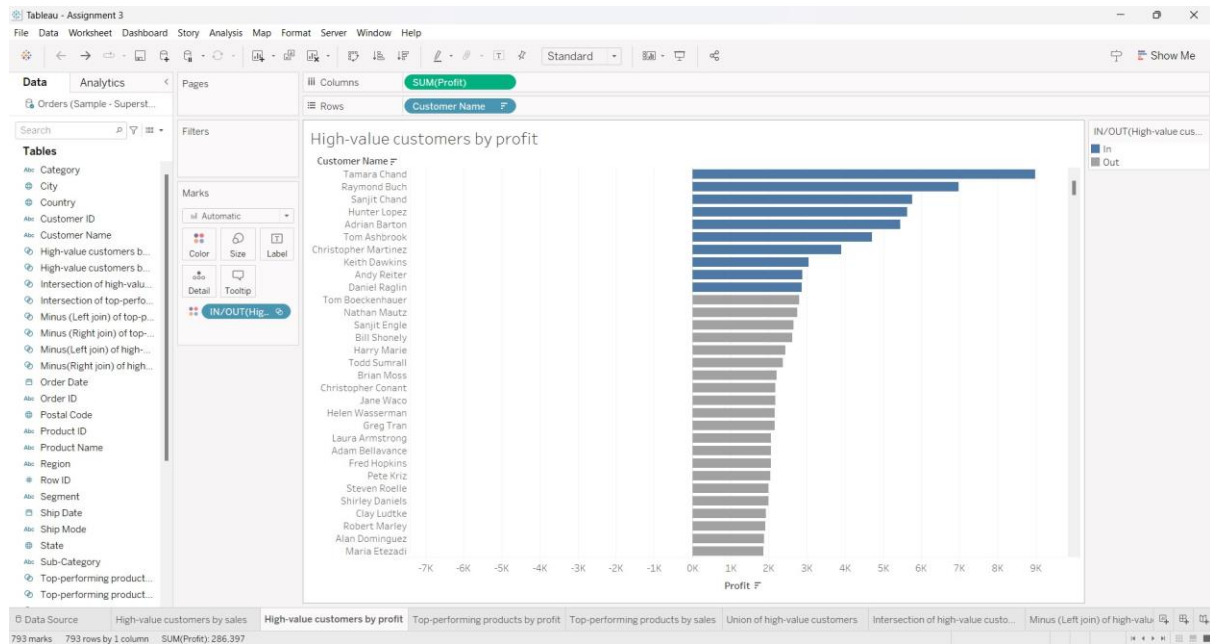 Tableau - Assignment 3
File Data Worksheet Dashboard Story Analysis Map Format Server Window Help
Standard
Show Me
Data Analytics
Orders (Sample - Superst...
Search
Tables
Abc Category
City
Country
Abc Customer ID
Abc Customer Name
High-value customers b...
High-value customers b...
Intersection of high-valu...
Intersection of top-perfo...
Minus (Left join) of top-p...
Minus (Right join) of top-...
Minus(Left join) of high-...
Minus(Right join) of high...
Order Date
Abc Order ID
Postal Code
Abc Product ID
Abc Product Name
Abc Region
# Row ID
Abc Segment
Ship Date
Abc Ship Mode
State
Abc Sub-Category
Top-performing product...
Top-performing product...
Pages
Filters
Marks
Automatic
Color Size Label
Detail Tooltip
IN/OUT(Hig..
Columns SUM(Profit)
Rows Customer Name
High-value customers by profit
Customer Name
Tamara Chand
Raymond Buch
Sanjit Chand
Hunter Lopez
Adrian Barton
Tom Ashbrook
Christopher Martinez
Keith Dawkins
Andy Reiter
Daniel Raglin
Tom Boeckenhauer
Nathan Mautz
Sanjit Engle
Bill Shonely
Harry Marie
Todd Sumrall
Brian Moss
Christopher Conant
Jane Waco
Helen Wasserman
Greg Tran
Laura Armstrong
Adam Bellavance
Fred Hopkins
Pete Kriz
Steven Roelle
Shirley Daniels
Clay Ludtke
Robert Marley
Alan Dominguez
Maria Etezadi
-7K -6K -5K -4K -3K -2K -1K 0K 1K 2K 3K 4K 5K 6K 7K 8K 9K
Profit
IN/OUT(High-value cus...
In
Out
Data Source High-value customers by sales High-value customers by profit Top-performing products by profit Top-performing products by sales Union of high-value customers Intersection of high-value custo... Minus (Left join) of high-valu
793 marks 793 rows by 1 column SUM(Profit): 286,397